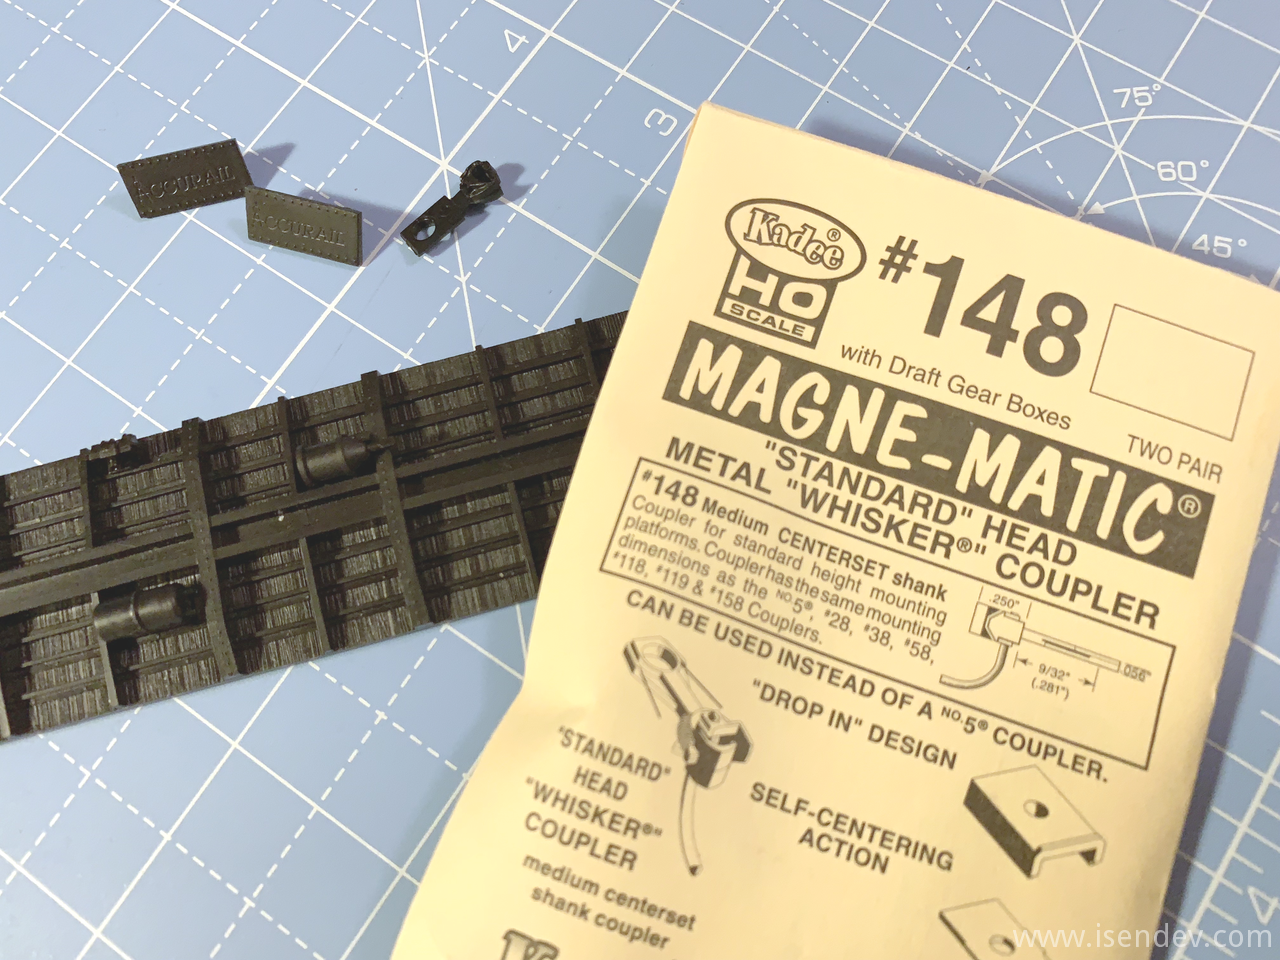 4
3
75°
60°
45°
ACCURAIL
ACCURAIL
Kadee®
HO
SCALE
#148
with Draft Gear Boxes
TWO PAIR
MAGNE-MATIC®
"STANDARD" HEAD
METAL "WHISKER®" COUPLER
#148 Medium CENTERSET shank
Coupler for standard height mounting
platforms. Coupler has the same mounting
dimensions as the NO.5® #28, #38, #58,
#118, #119 & #158 Couplers.
.250"
9/32"
(.281")
.056"
CAN BE USED INSTEAD OF A NO.5® COUPLER.
"DROP IN" DESIGN
"STANDARD"
HEAD
"WHISKER®"
COUPLER
medium centerset
shank coupler
SELF-CENTERING
ACTION
4
www.isendev.com